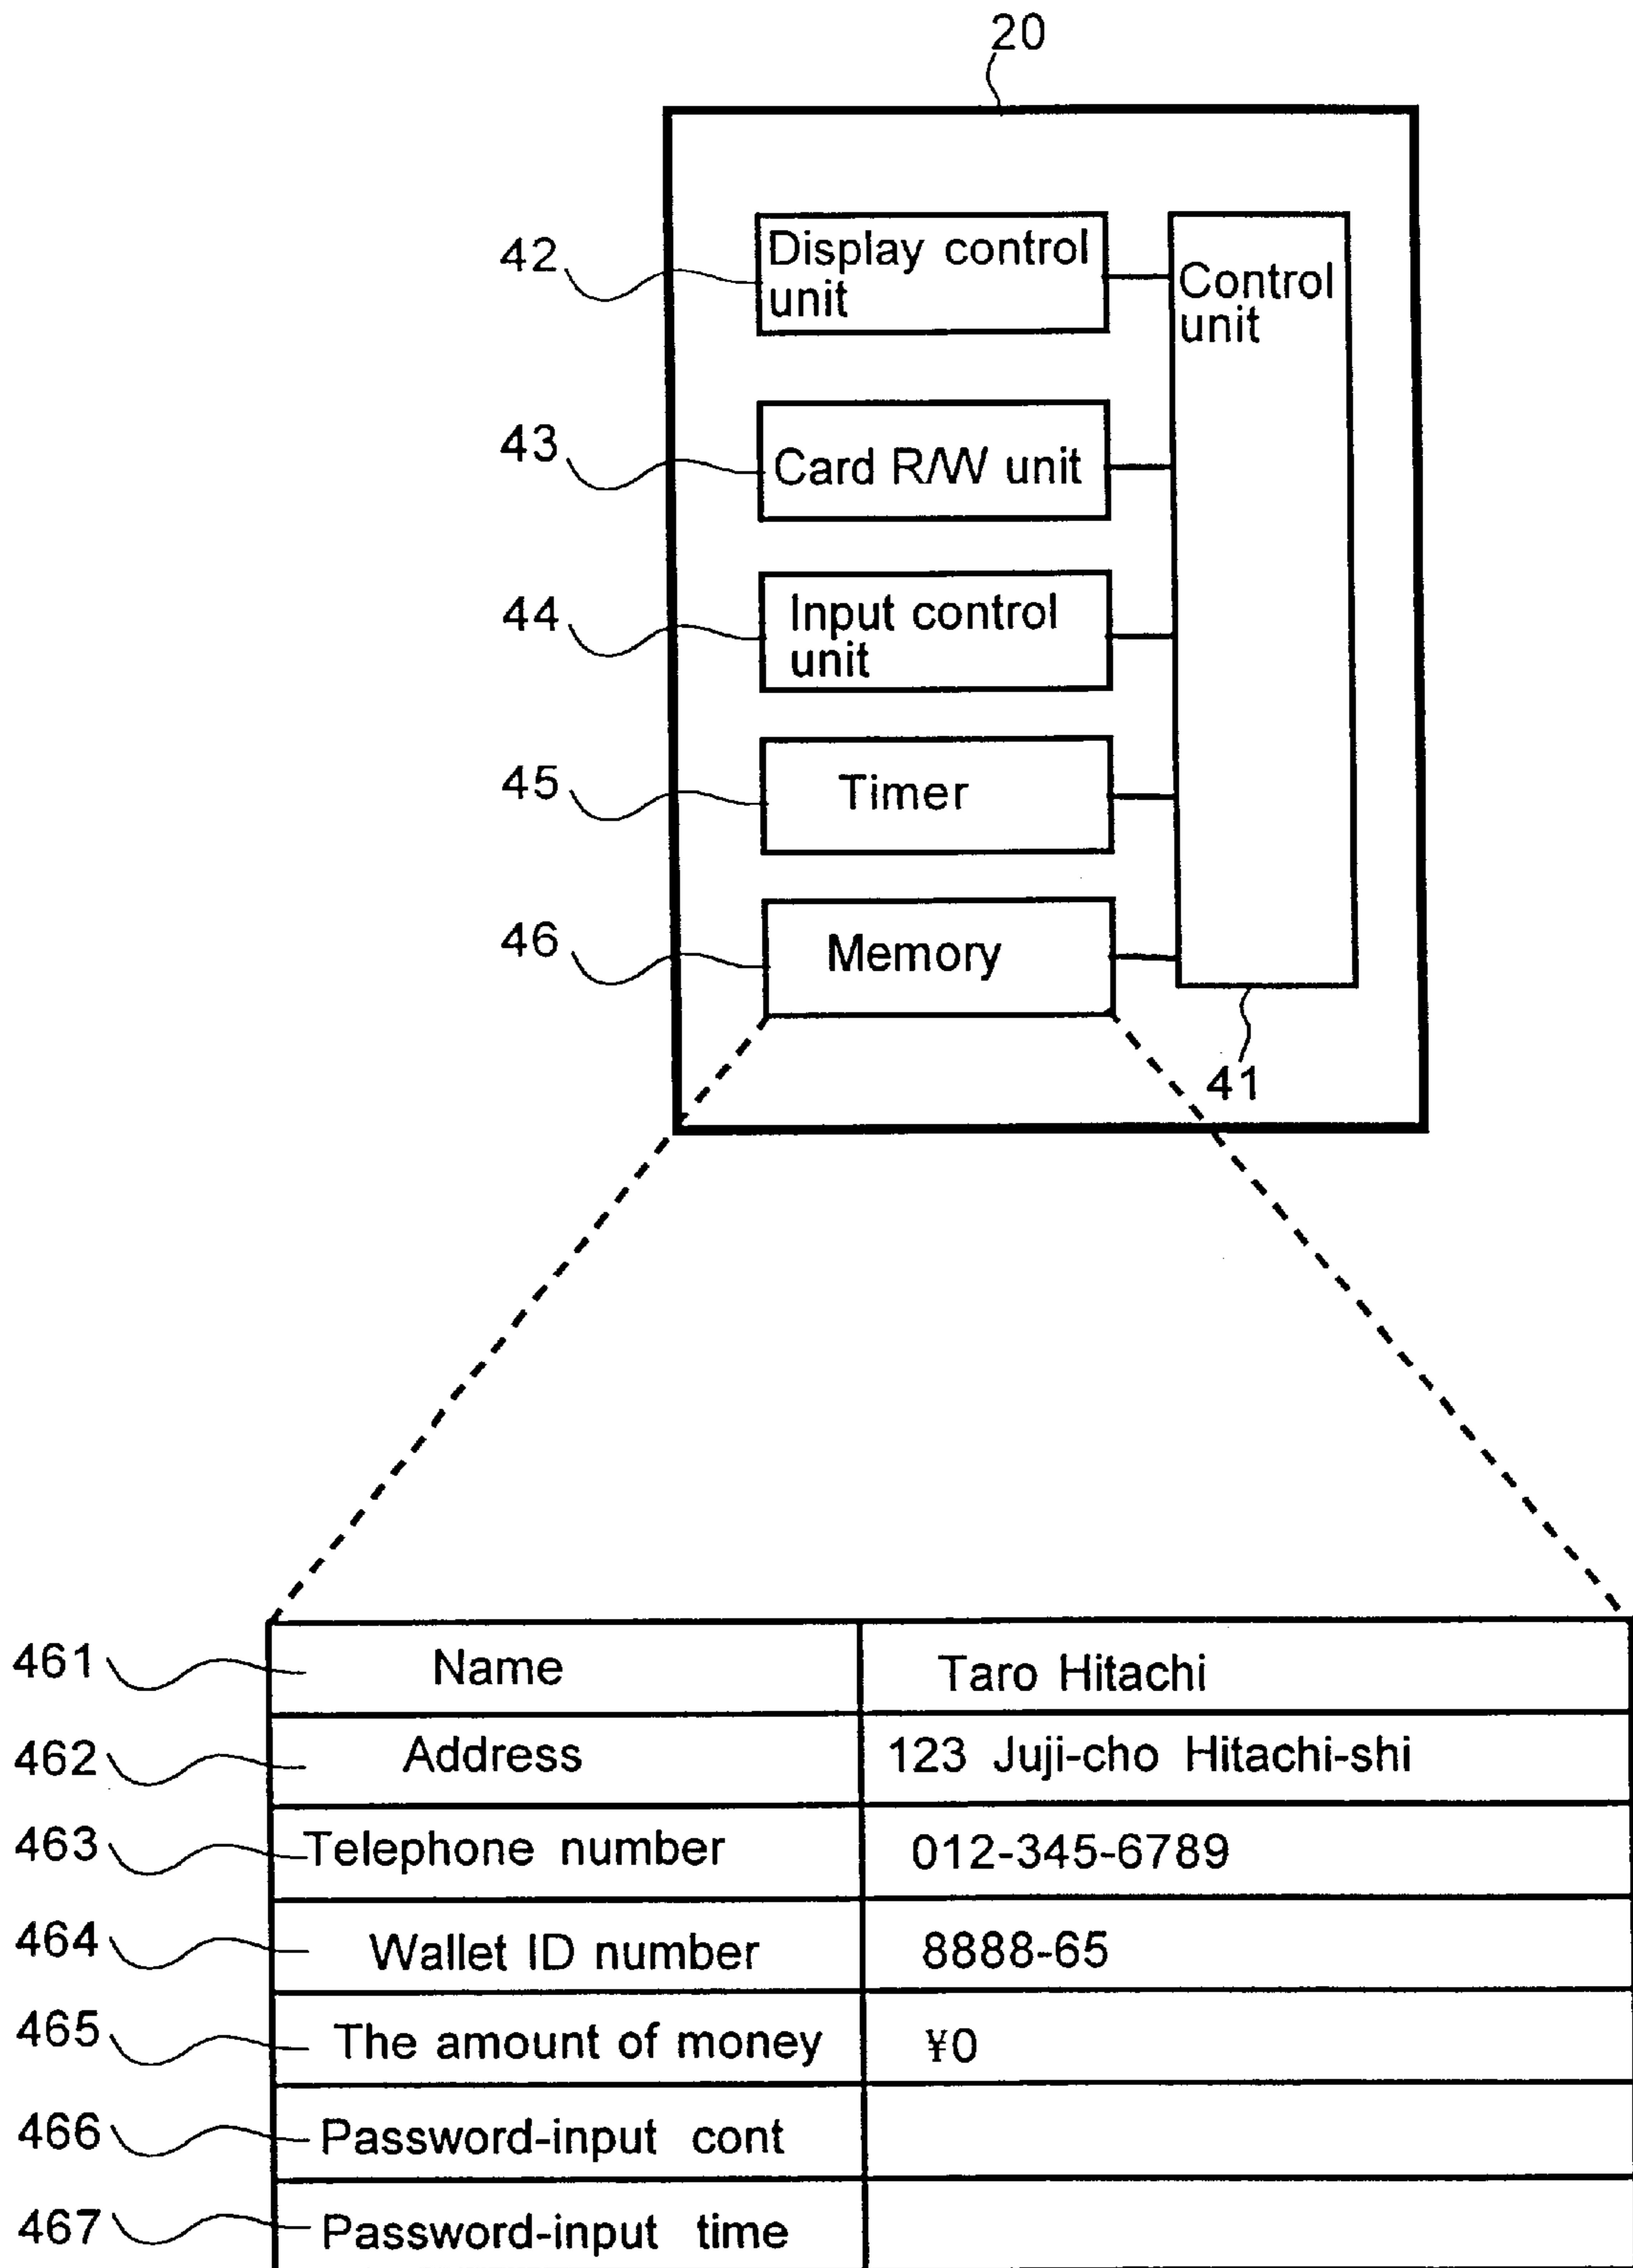 20
42
Display control
unit
Control
unit
43
Card R/W unit
44
Input control
unit
45
Timer
46
Memory
41
461
Name
Taro Hitachi
462
Address
123 Juji-cho Hitachi-shi
463
Telephone number
012-345-6789
464
Wallet ID number
8888-65
465
The amount of money
¥0
466
Password-input cont
467
Password-input time